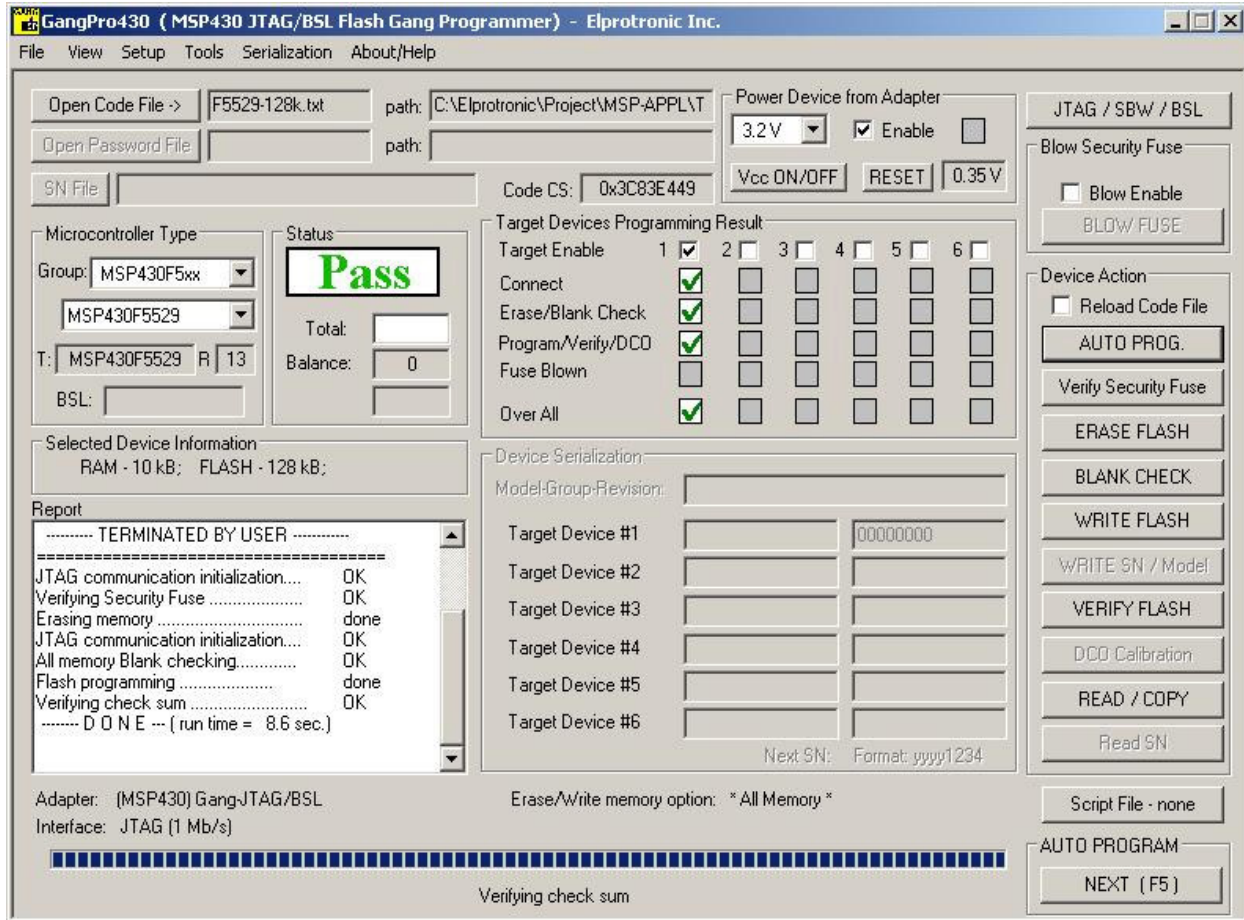 GangPro430 ( MSP430 JTAG/BSL Flash Gang Programmer) - Elprotronic Inc.
File View Setup Tools Serialization About/Help
Open Code File -> F5529-128k.txt path: C:\Elprotronic\Project\MSP-APPL\T
Open Password File path:
SN File Code CS: 0x3C83E449
Power Device from Adapter
3.2 V Enable
Vcc ON/OFF RESET 0.35 V
JTAG / SBW / BSL
Blow Security Fuse
Blow Enable
BLOW FUSE
Microcontroller Type
Group: MSP430F5xx
MSP430F5529
T: MSP430F5529 R 13
BSL:
Status
Pass
Total:
Balance: 0
Target Devices Programming Result
Target Enable 1 2 3 4 5 6
Connect
Erase/Blank Check
Program/Verify/DCO
Fuse Blown
Over All
Device Action
Reload Code File
AUTO PROG.
Verify Security Fuse
ERASE FLASH
BLANK CHECK
WRITE FLASH
WRITE SN / Model
VERIFY FLASH
DCO Calibration
READ / COPY
Read SN
Selected Device Information
RAM - 10 kB; FLASH - 128 kB;
Report
---------- TERMINATED BY USER ------------
=====================================
JTAG communication initialization.... OK
Verifying Security Fuse ..................... OK
Erasing memory ................................ done
JTAG communication initialization.... OK
All memory Blank checking............. OK
Flash programming ..................... done
Verifying check sum .......................... OK
-------- D O N E --- ( run time = 8.6 sec.)
Device Serialization
Model-Group-Revision:
Target Device #1 00000000
Target Device #2
Target Device #3
Target Device #4
Target Device #5
Target Device #6
Next SN: Format: yyyy1234
Adapter: (MSP430) Gang-JTAG/BSL
Interface: JTAG (1 Mb/s)
Erase/Write memory option: * All Memory *
Script File - none
AUTO PROGRAM
NEXT ( F5 )
Verifying check sum